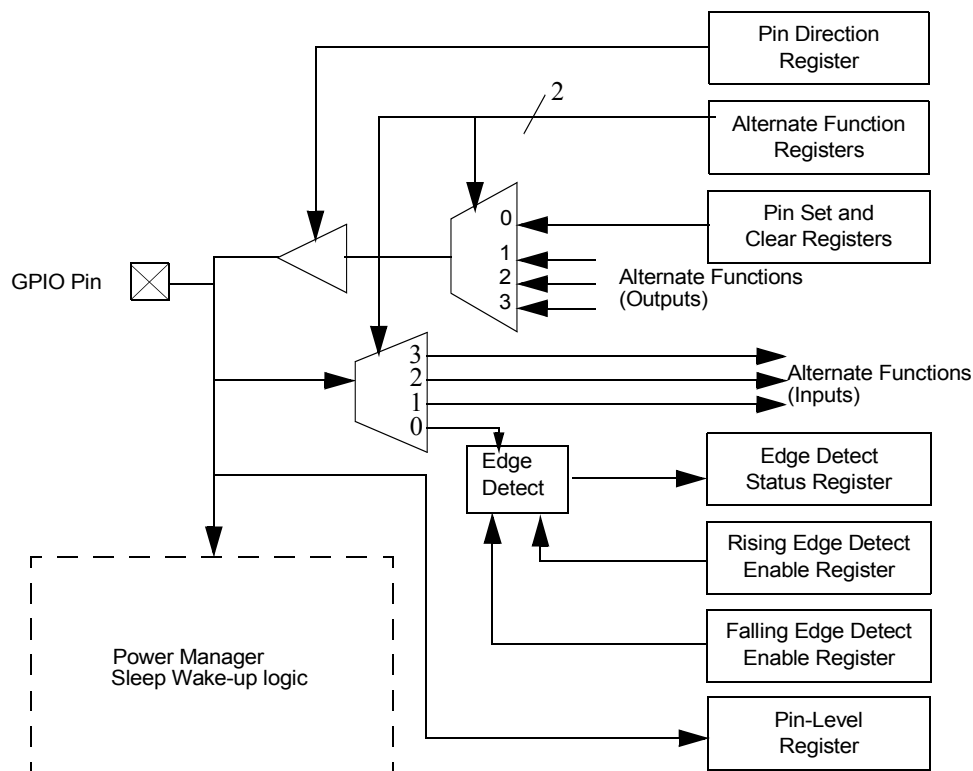 Pin Direction
Register
2
Alternate Function
Registers
0
Pin Set and
Clear Registers
1
2
3
Alternate Functions
(Outputs)
GPIO Pin
3
2
1
0
Alternate Functions
(Inputs)
Edge
Detect
Edge Detect
Status Register
Rising Edge Detect
Enable Register
Falling Edge Detect
Enable Register
Power Manager
Sleep Wake-up logic
Pin-Level
Register